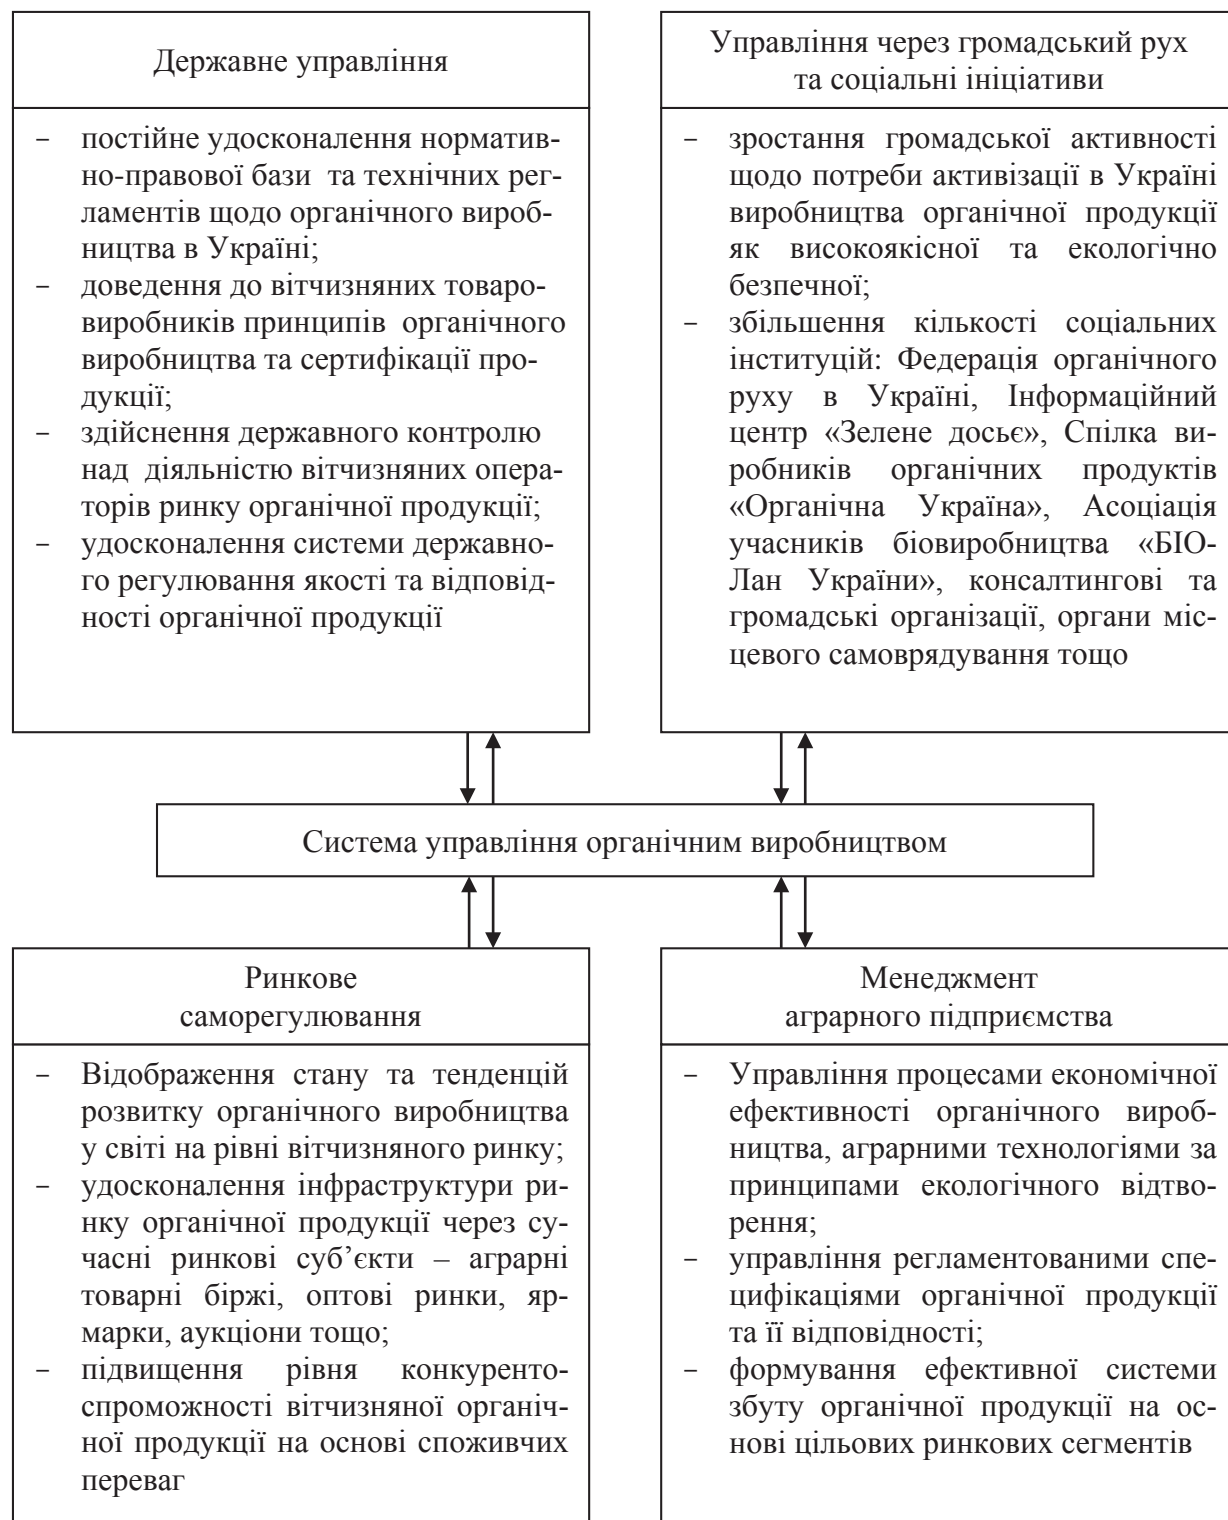 Державне управління
– постійне удосконалення норматив-
но-правової бази та технічних рег-
ламентів щодо органічного вироб-
ництва в Україні;
– доведення до вітчизняних товаро-
виробників принципів органічного
виробництва та сертифікації про-
дукції;
– здійснення державного контролю
над діяльністю вітчизняних опера-
торів ринку органічної продукції;
– удосконалення системи державно-
го регулювання якості та відповід-
ності органічної продукції
Управління через громадський рух
та соціальні ініціативи
– зростання громадської активності
щодо потреби активізації в Україні
виробництва органічної продукції
як високоякісної та екологічно
безпечної;
– збільшення кількості соціальних
інституцій: Федерація органічного
руху в Україні, Інформаційний
центр «Зелене досьє», Спілка ви-
робників органічних продуктів
«Органічна Україна», Асоціація
учасників біовиробництва «БІО-
Лан України», консалтингові та
громадські організації, органи міс-
цевого самоврядування тощо
Система управління органічним виробництвом
Ринкове
саморегулювання
– Відображення стану та тенденцій
розвитку органічного виробництва
у світі на рівні вітчизняного ринку;
– удосконалення інфраструктури ри-
нку органічної продукції через су-
часні ринкові суб’єкти – аграрні
товарні біржі, оптові ринки, яр-
марки, аукціони тощо;
– підвищення рівня конкуренто-
спроможності вітчизняної органіч-
ної продукції на основі споживчих
переваг
Менеджмент
аграрного підприємства
– Управління процесами економічної
ефективності органічного вироб-
ництва, аграрними технологіями за
принципами екологічного відтво-
рення;
– управління регламентованими спе-
цифікаціями органічної продукції
та її відповідності;
– формування ефективної системи
збуту органічної продукції на ос-
нові цільових ринкових сегментів